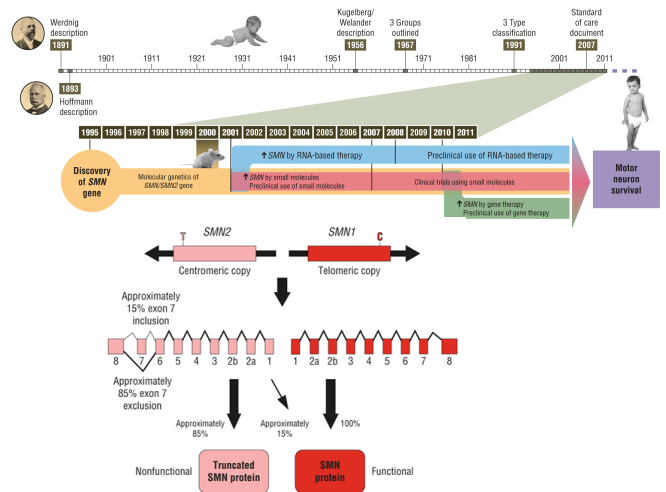 Werdnig
description
1891
Kugelberg/
Welander
description
1956
3 Groups
outlined
1967
3 Type
classification
1991
Standard of care
document
2007
1901
1911
1921
1931
1941
1951
1961
1971
1981
2001
2011
1893
Hoffmann
description
1995 1996 1997 1998 1999 2000 2001 2002 2003 2004 2005 2006 2007 2008 2009 2010 2011
Discovery
of SMN
gene
Molecular genetics of
SMN/SMN2 gene
↑SMN by RNA-based therapy
Preclinical use of RNA-based therapy
↑SMN by small molecules
Preclinical use of small molecules
Clinical trials using small molecules
↑SMN by gene therapy
Preclinical use of gene therapy
Motor
neuron
survival
T
SMN2
Centromeric copy
SMN1
C
Telomeric copy
Approximately
15% exon 7
inclusion
8 7 6 5 4 3 2b 2a 1
1 2a 2b 3 4 5 6 7 8
Approximately
85% exon 7
exclusion
Approximately
85%
Approximately
15%
100%
Nonfunctional
Truncated
SMN protein
SMN
protein
Functional